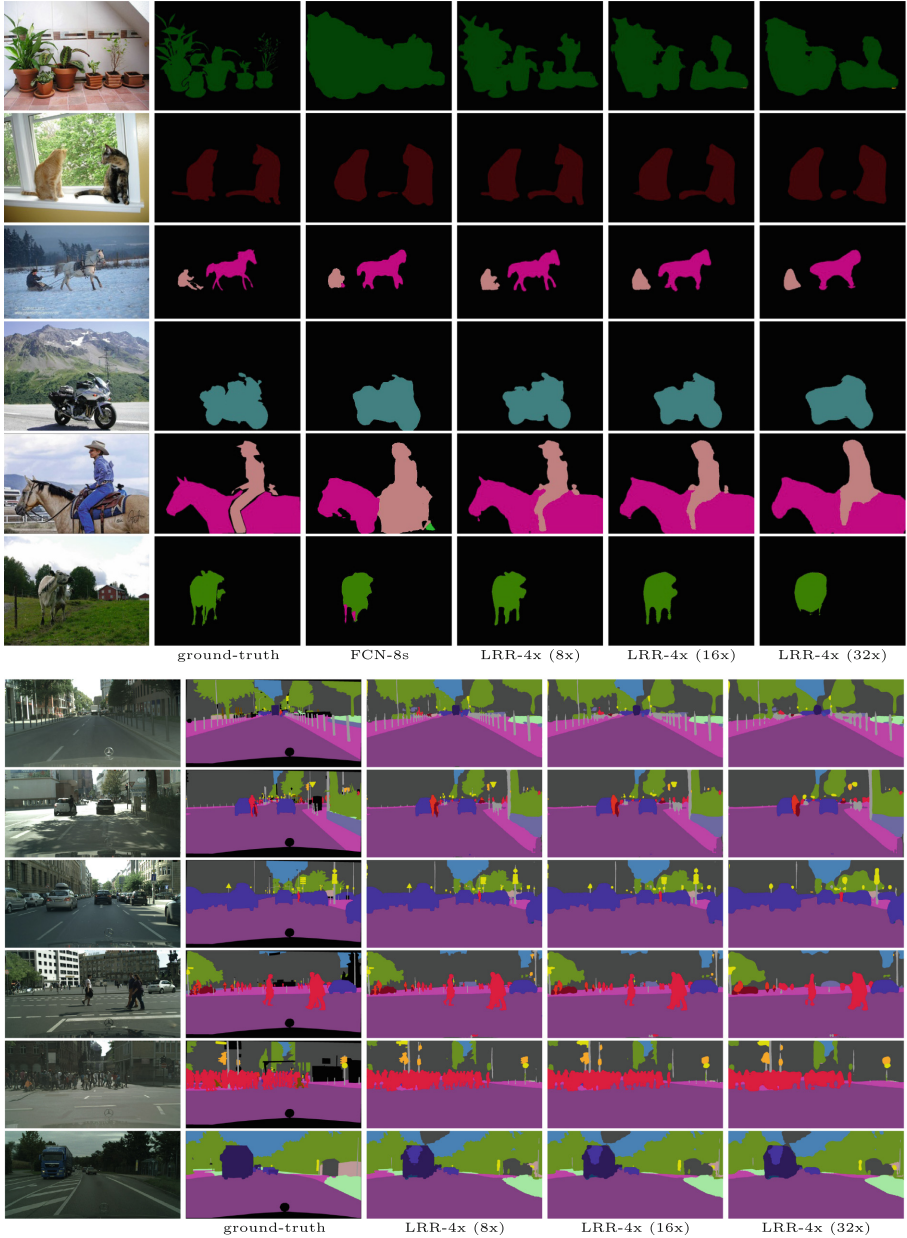 ground-truth FCN-8s LRR-4x (8x) LRR-4x (16x) LRR-4x (32x)
ground-truth LRR-4x (8x) LRR-4x (16x) LRR-4x (32x)